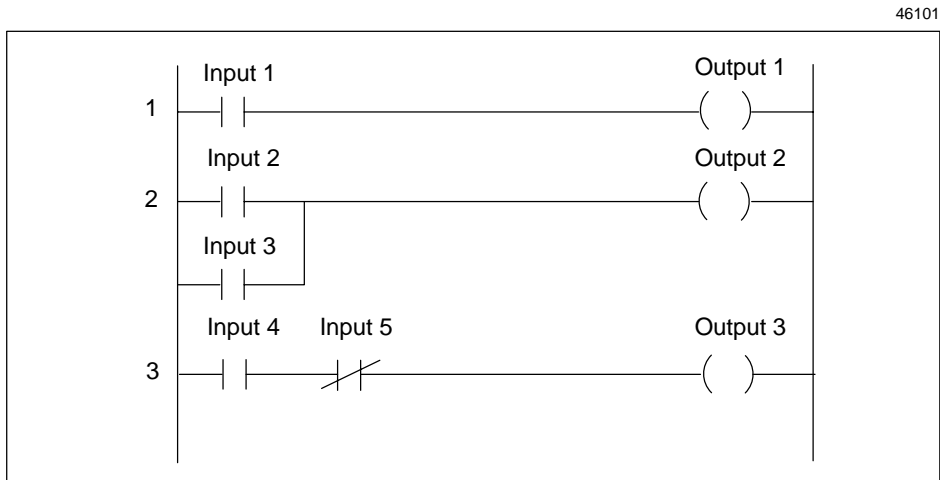 46101
Input 1 Output 1
1
Input 2 Output 2
2
Input 3
Input 4 Input 5 Output 3
3